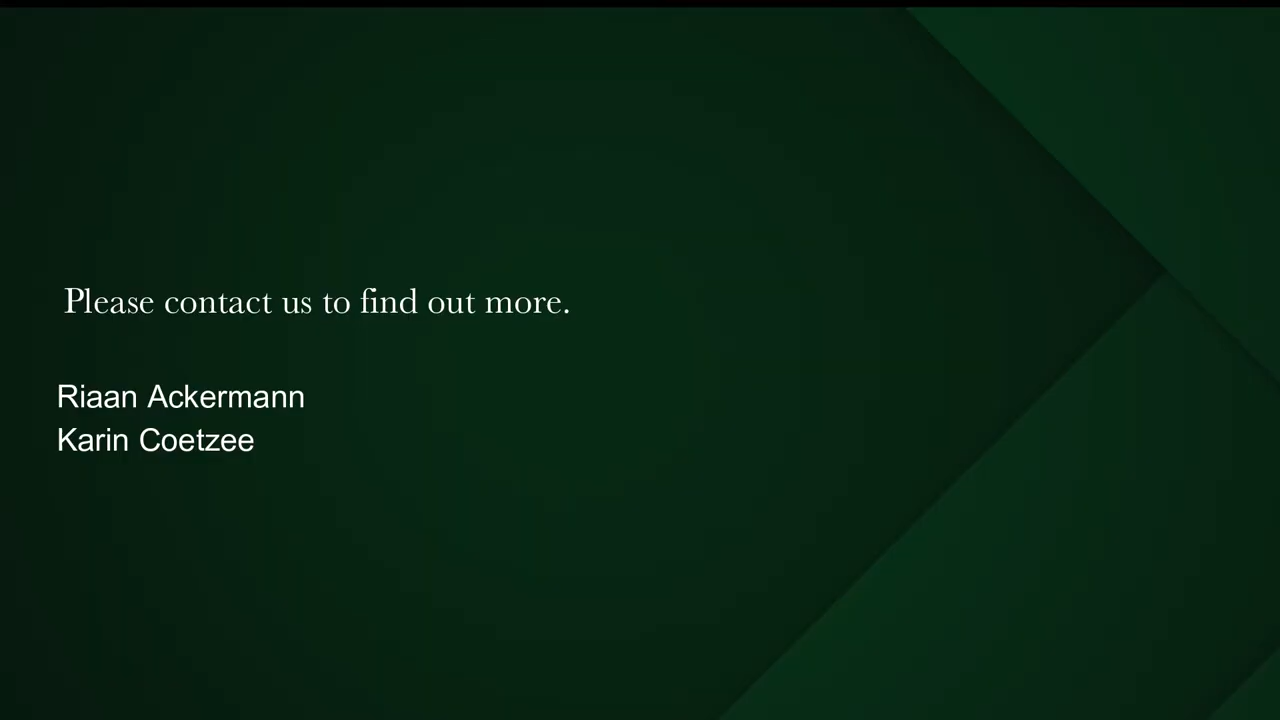 Please contact us to find out more.
Riaan Ackermann
Karin Coetzee